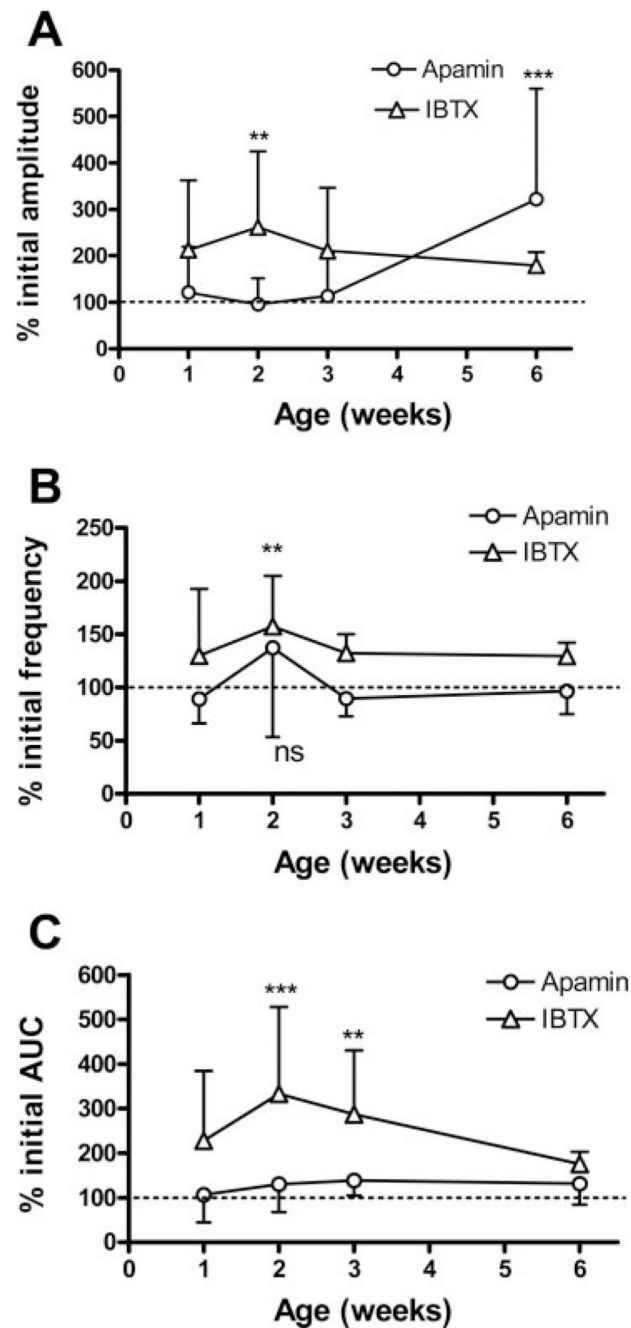 A
Apamin
IBTX
***
**
% initial amplitude
600
500
400
300
200
100
0
0 1 2 3 4 5 6
Age (weeks)
B
Apamin
IBTX
**
ns
% initial frequency
250
200
150
100
50
0
0 1 2 3 4 5 6
Age (weeks)
C
Apamin
IBTX
***
**
% initial AUC
600
500
400
300
200
100
0
0 1 2 3 4 5 6
Age (weeks)